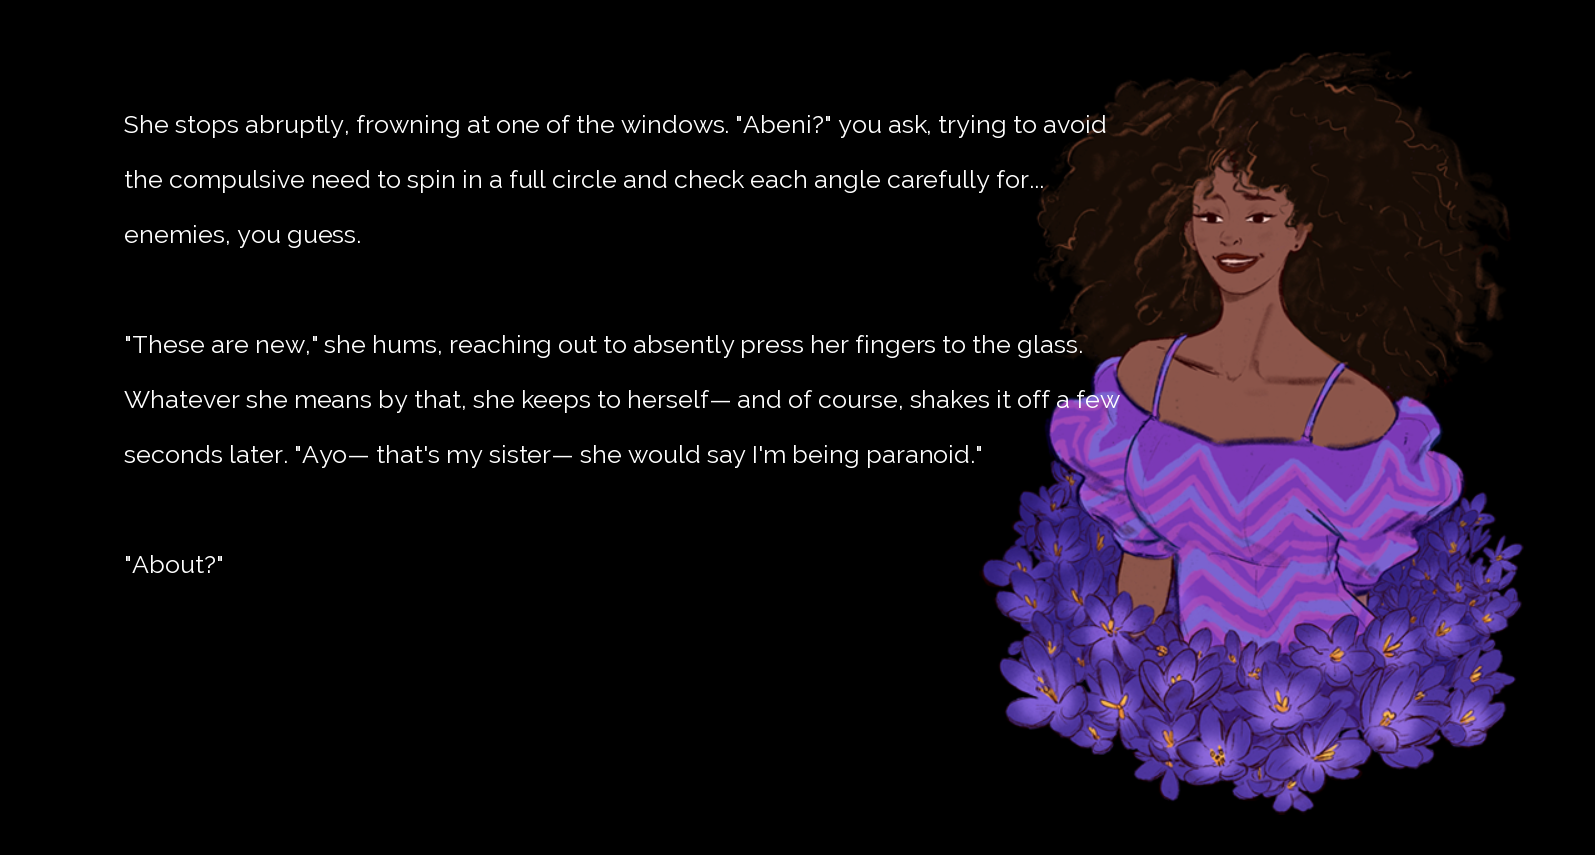 She stops abruptly, frowning at one of the windows. "Abeni?" you ask, trying to avoid
the compulsive need to spin in a full circle and check each angle carefully for...
enemies, you guess.
"These are new," she hums, reaching out to absently press her fingers to the glass.
Whatever she means by that, she keeps to herself— and of course, shakes it off a few
seconds later. "Ayo— that's my sister— she would say I'm being paranoid."
"About?"